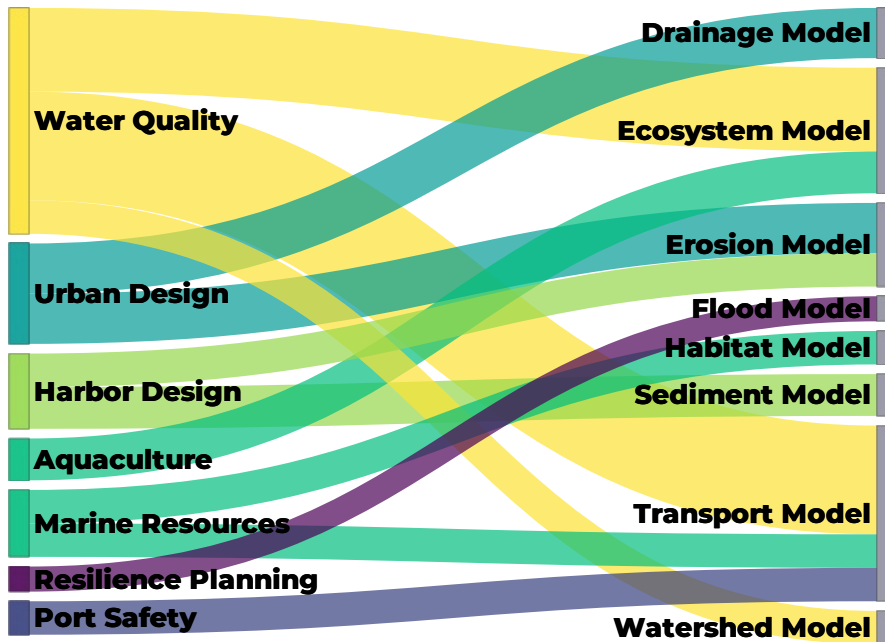 Water Quality
Urban Design
Harbor Design
Aquaculture
Marine Resources
Resilience Planning
Port Safety
Drainage Model
Ecosystem Model
Erosion Model
Flood Model
Habitat Model
Sediment Model
Transport Model
Watershed Model